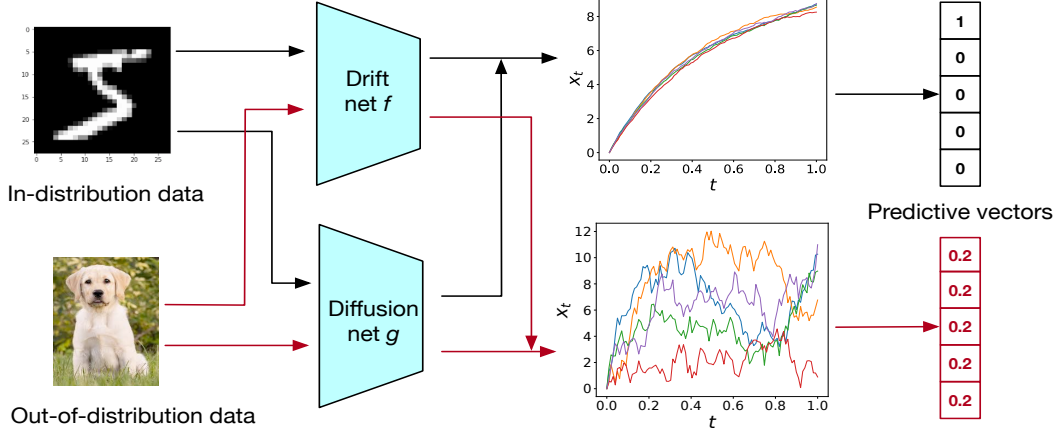 0
5
10
15
20
25
0 5 10 15 20 25
In-distribution data
Out-of-distribution data
Drift
net f
Diffusion
net g
8
6
4
2
0
x_t
0.0 0.2 0.4 0.6 0.8 1.0
t
12
10
8
6
4
2
0
x_t
0.0 0.2 0.4 0.6 0.8 1.0
t
1
0
0
0
0
Predictive vectors
0.2
0.2
0.2
0.2
0.2